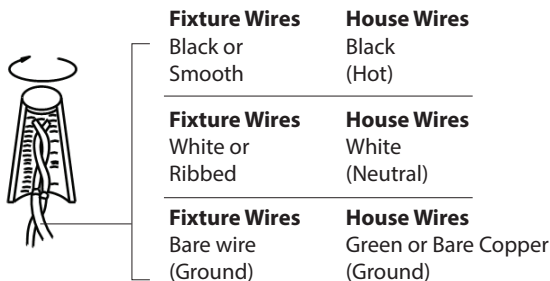 Fixture Wires House Wires
Black or Black
Smooth (Hot)
Fixture Wires House Wires
White or White
Ribbed (Neutral)
Fixture Wires House Wires
Bare wire Green or Bare Copper
(Ground) (Ground)